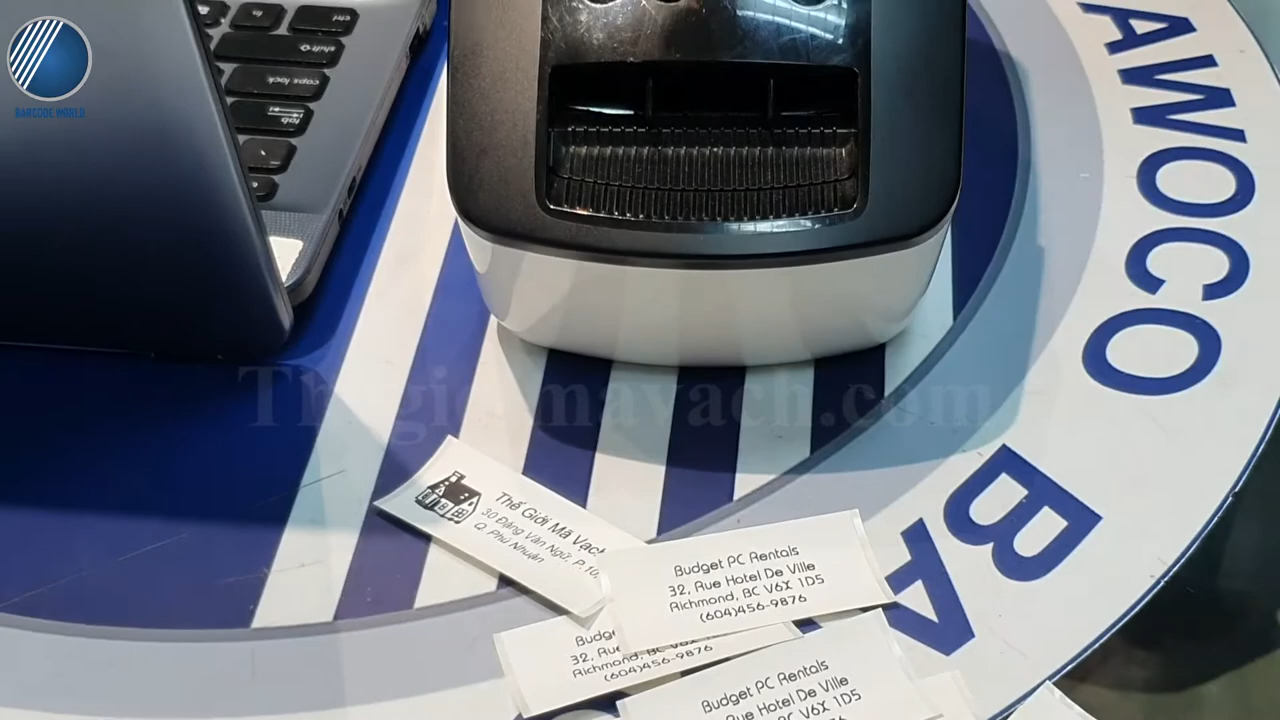 BARCODE WORLD
ctrl
shift
caps lock
tab
AWOCO
BA
Thegioimavach.com
Thế Giới Mã Vạch
30 Đặng Văn Ngữ, P. 10,
Q. Phú Nhuận
Budget PC Rentals
32, Rue Hotel De Ville
Richmond, BC V6X 1D5
(604)456-9876
Budg
32, Rue
Richmond, BC V6X
(604)456-9876
Budget PC Rentals
Rue Hotel De Ville
BC V6X 1D5